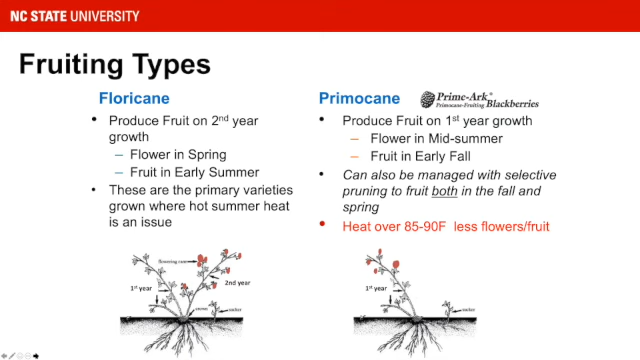 NC STATE UNIVERSITY
Fruiting Types
Floricane
• Produce Fruit on 2nd year
growth
– Flower in Spring
– Fruit in Early Summer
• These are the primary varieties
grown where hot summer heat
is an issue
flowering cane
1st year
2nd year
crown
sucker
Primocane
Prime-Ark®
Primocane-Fruiting Blackberries
• Produce Fruit on 1st year growth
– Flower in Mid-summer
– Fruit in Early Fall
• Can also be managed with selective
pruning to fruit both in the fall and
spring
• Heat over 85-90F less flowers/fruit
1st year
sucker